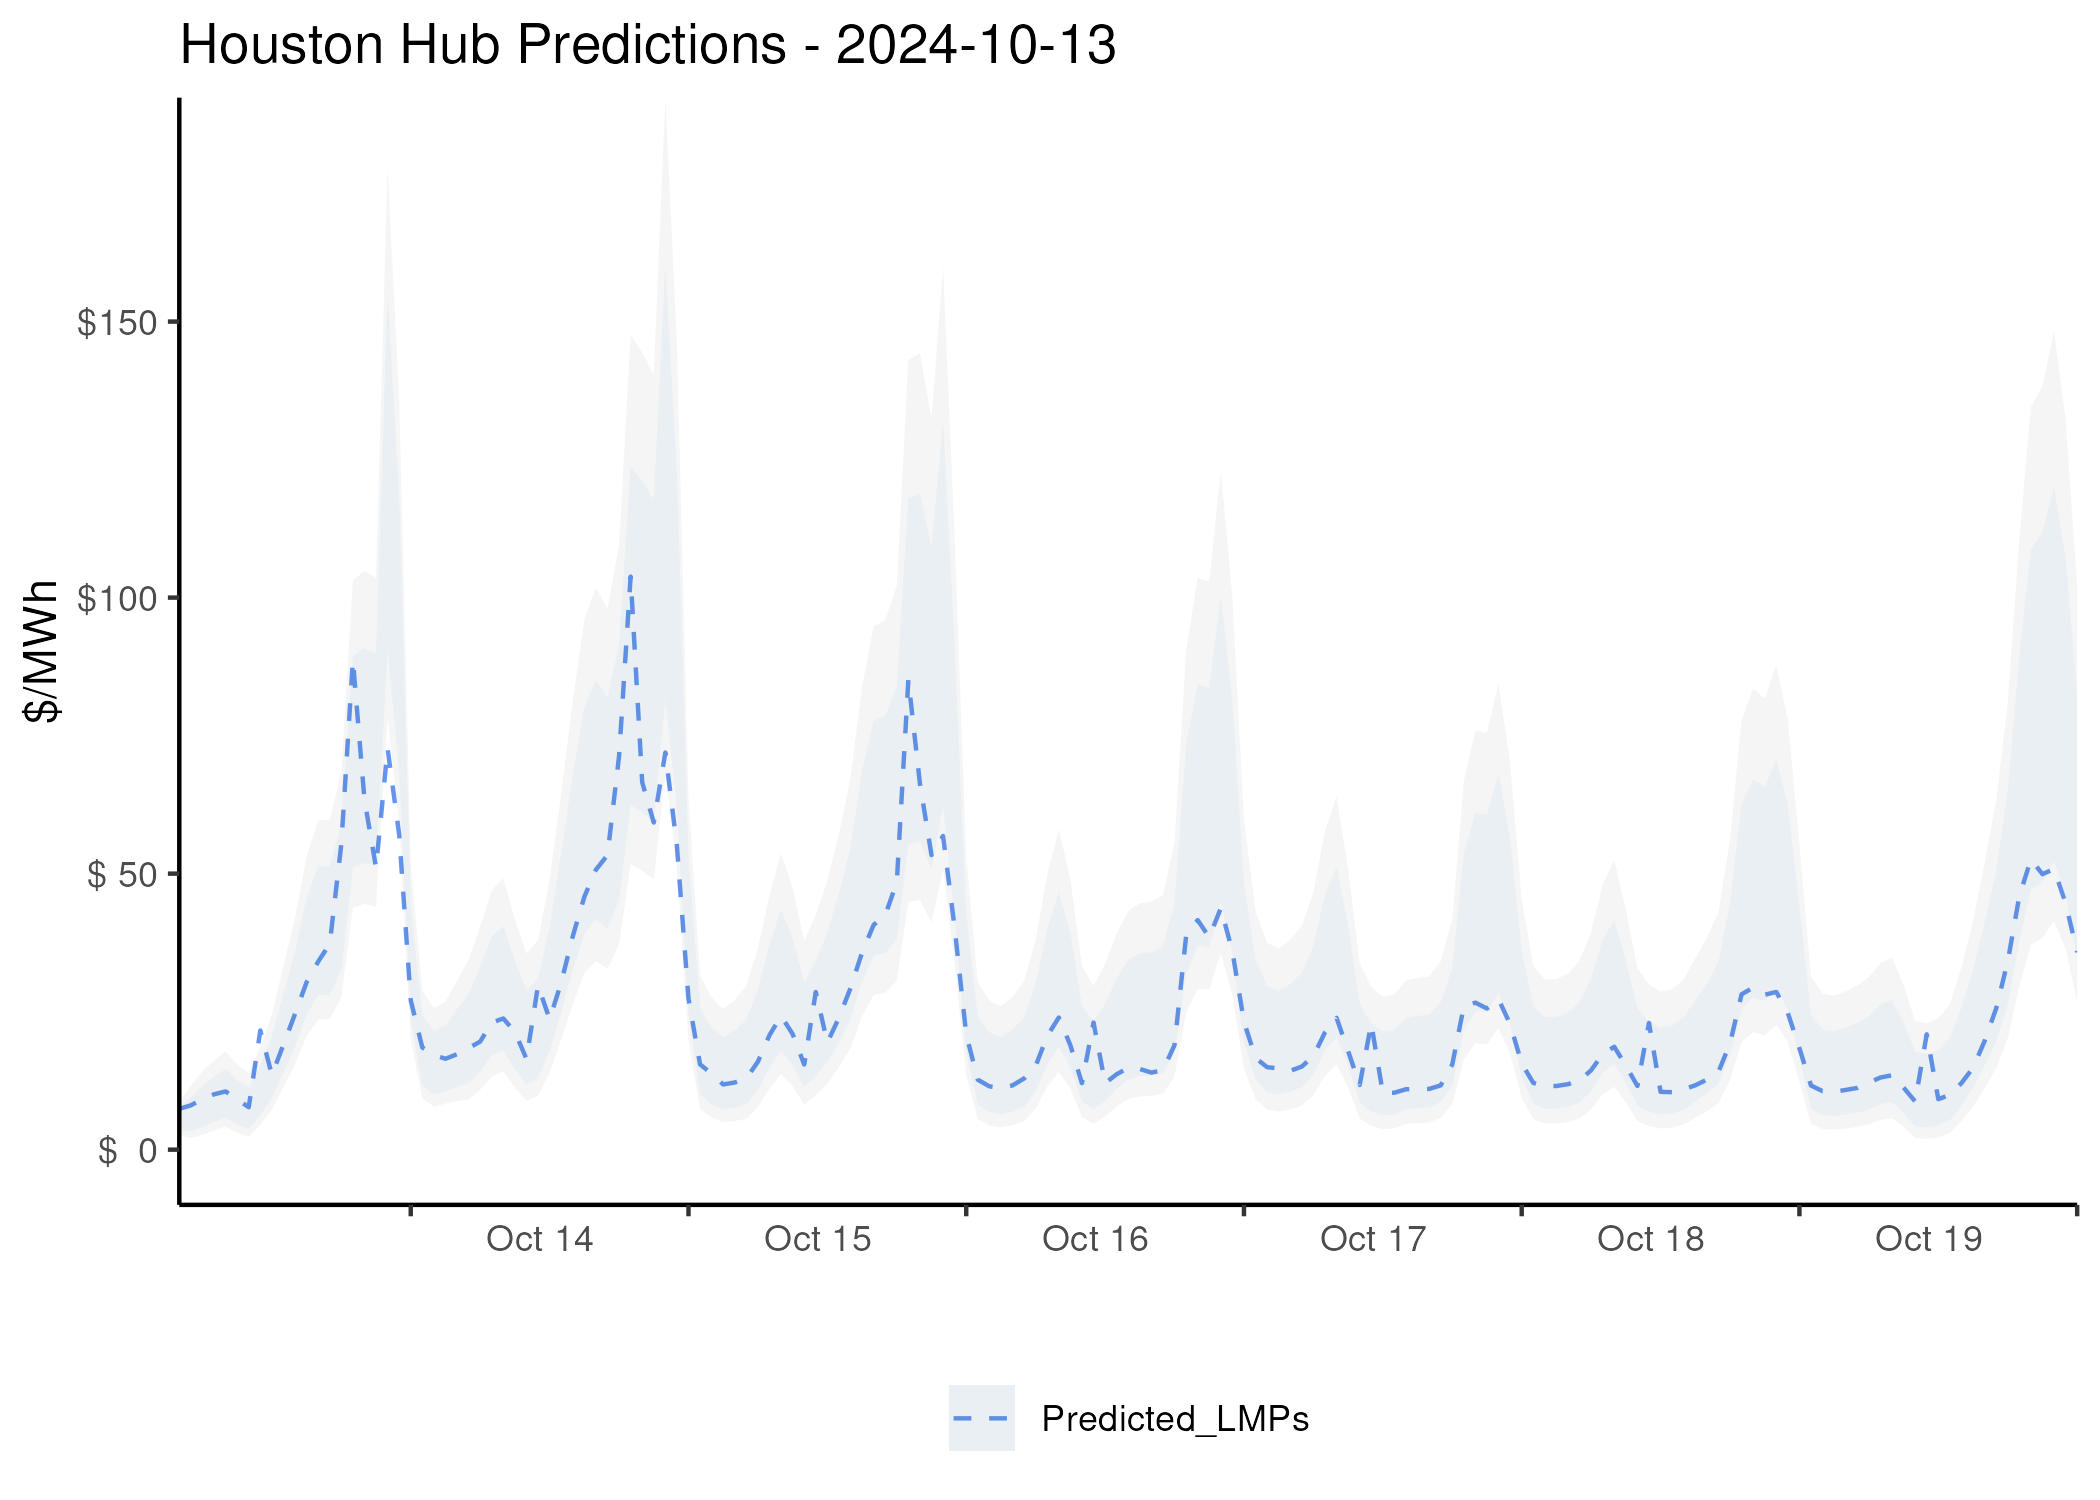 Houston Hub Predictions - 2024-10-13
$/MWh
$150
$100
$ 50
$  0
Oct 14 Oct 15 Oct 16 Oct 17 Oct 18 Oct 19
Predicted_LMPs